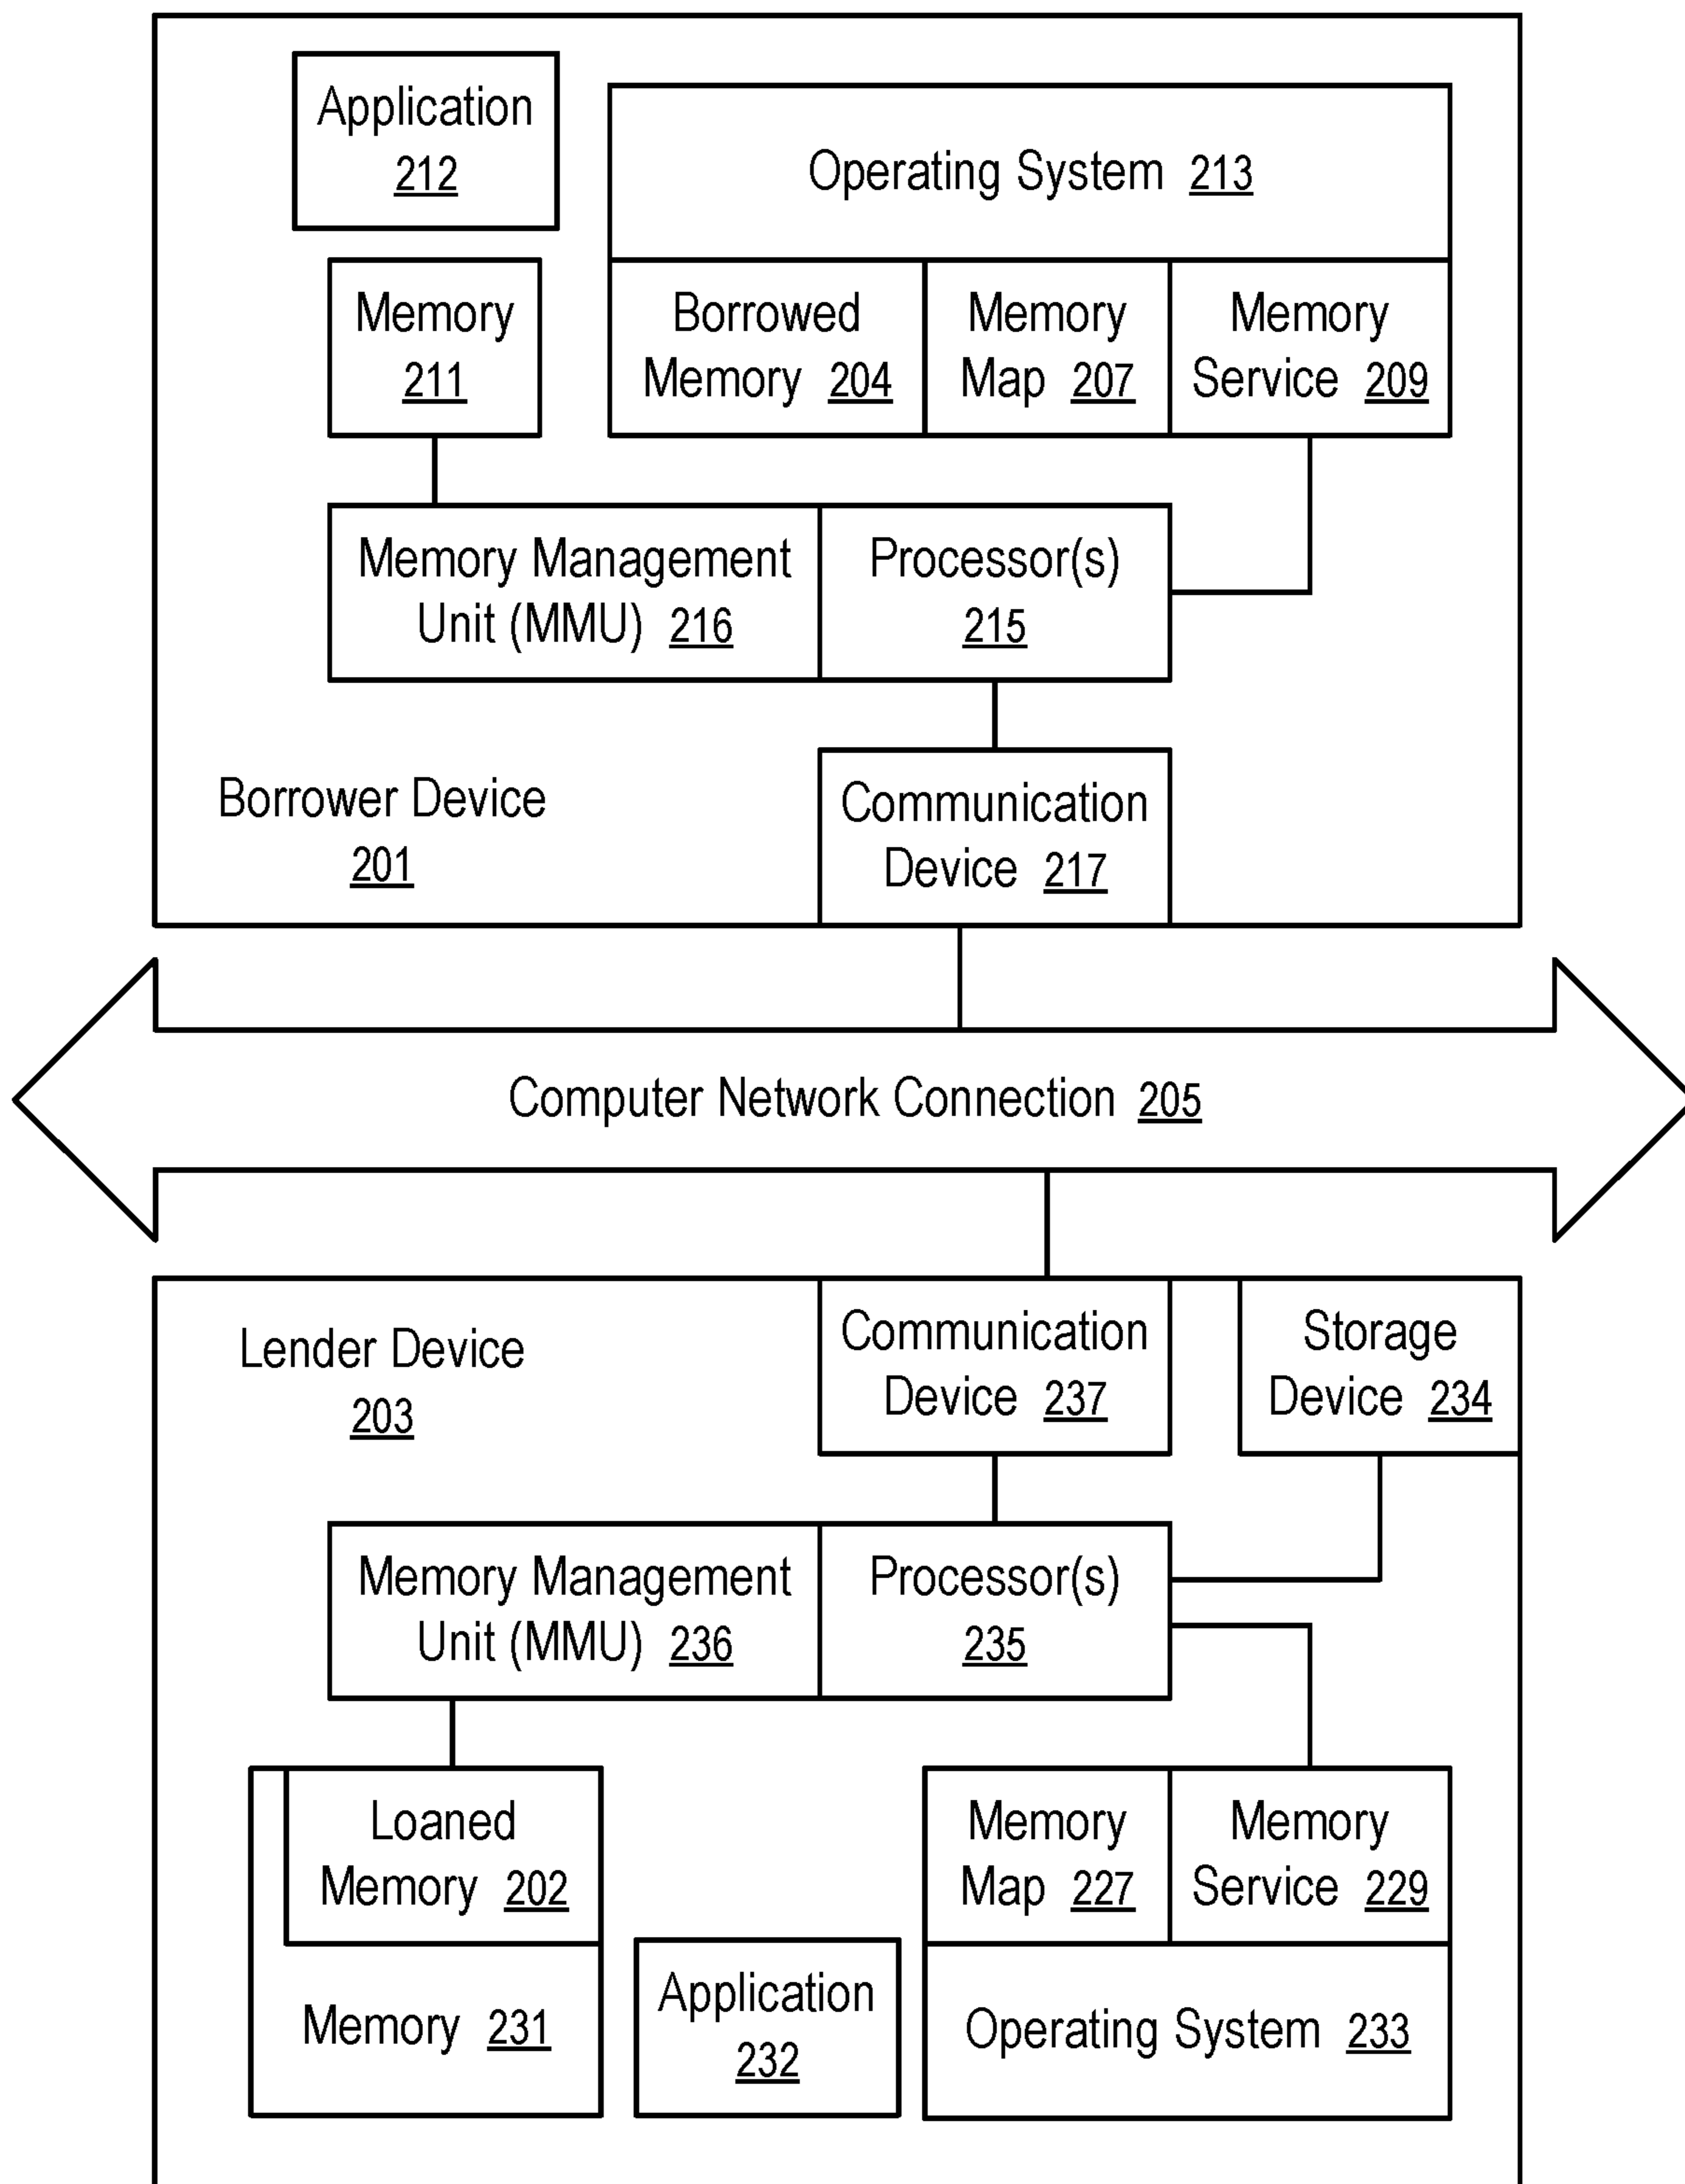 Application
212
Operating System 213
Memory
211
Borrowed
Memory 204
Memory
Map 207
Memory
Service 209
Memory Management
Unit (MMU) 216
Processor(s)
215
Borrower Device
201
Communication
Device 217
Computer Network Connection 205
Lender Device
203
Communication
Device 237
Storage
Device 234
Memory Management
Unit (MMU) 236
Processor(s)
235
Loaned
Memory 202
Memory
Map 227
Memory
Service 229
Memory 231
Application
232
Operating System 233